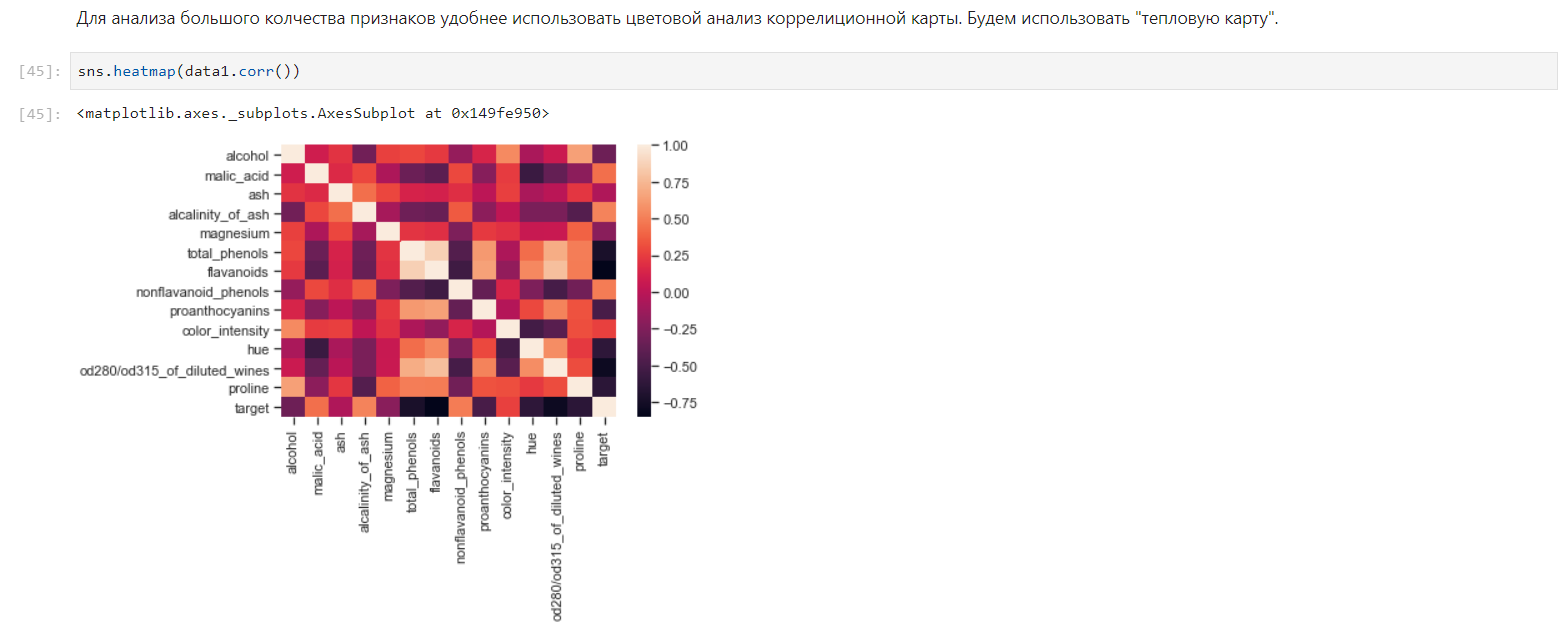 Для анализа большого колчества признаков удобнее использовать цветовой анализ коррелиционной карты. Будем использовать "тепловую карту".
[45]: sns.heatmap(data1.corr())
[45]: <matplotlib.axes._subplots.AxesSubplot at 0x149fe950>
alcohol
malic_acid
ash
alcalinity_of_ash
magnesium
total_phenols
flavanoids
nonflavanoid_phenols
proanthocyanins
color_intensity
hue
od280/od315_of_diluted_wines
proline
target
1.00
0.75
0.50
0.25
0.00
−0.25
−0.50
−0.75
alcohol
malic_acid
ash
alcalinity_of_ash
magnesium
total_phenols
flavanoids
nonflavanoid_phenols
proanthocyanins
color_intensity
hue
od280/od315_of_diluted_wines
proline
target